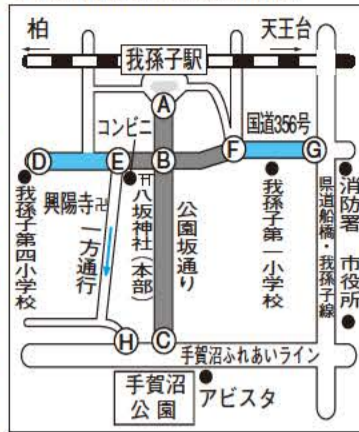 柏
天王台
我孫子駅
A
コンビニ
国道356号
D
E
B
F
G
我孫子第四小学校
興陽寺卍
一方通行
⛩八坂神社(本部)
公園坂通り
我孫子第一小学校
県道船橋・我孫子線
消防署
市役所
H
C
手賀沼ふれあいライン
手賀沼
公園
アビスタ